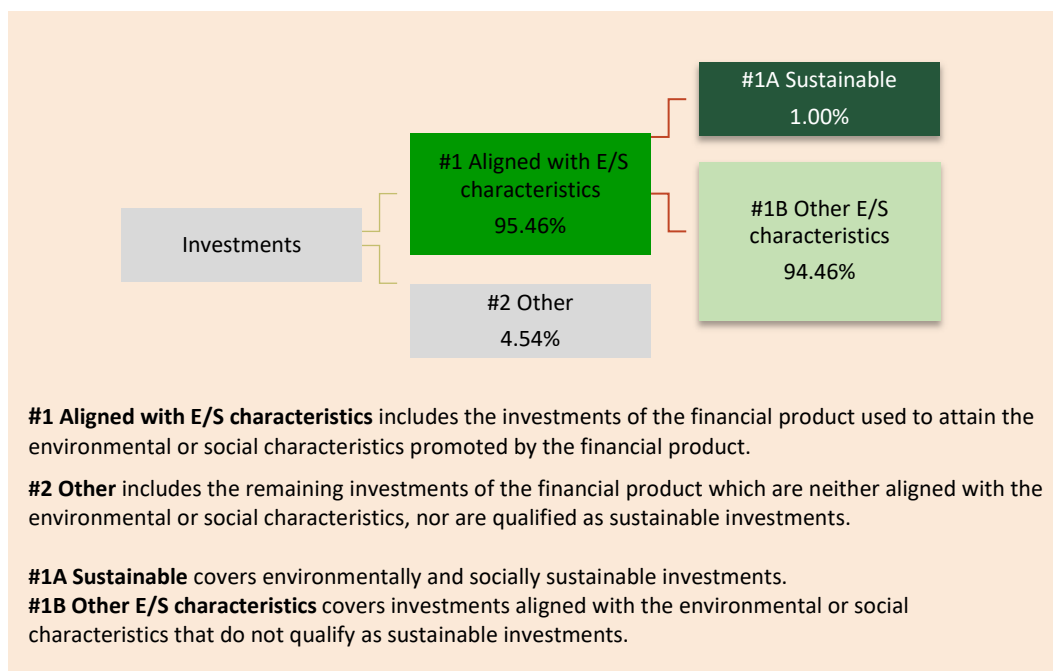 #1A Sustainable
1.00%
#1 Aligned with E/S
characteristics
95.46%
#1B Other E/S
characteristics
94.46%
Investments
#2 Other
4.54%
#1 Aligned with E/S characteristics includes the investments of the financial product used to attain the
environmental or social characteristics promoted by the financial product.
#2 Other includes the remaining investments of the financial product which are neither aligned with the
environmental or social characteristics, nor are qualified as sustainable investments.
#1A Sustainable covers environmentally and socially sustainable investments.
#1B Other E/S characteristics covers investments aligned with the environmental or social
characteristics that do not qualify as sustainable investments.